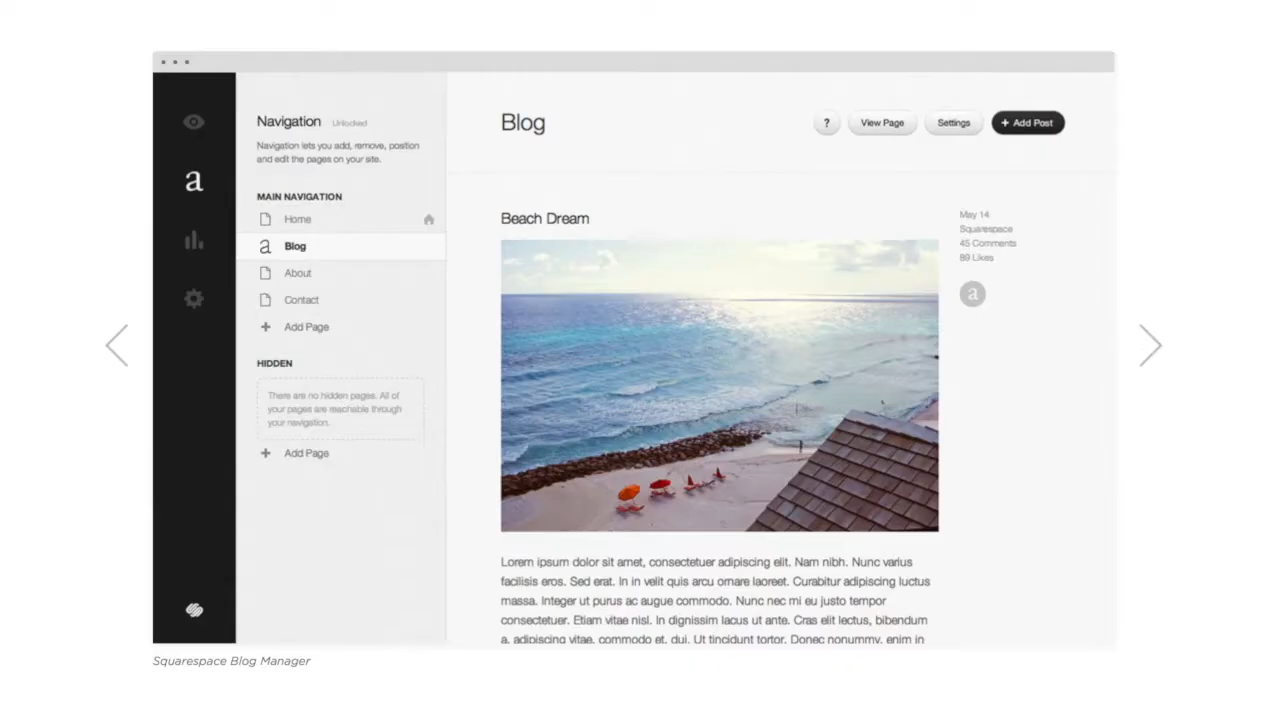 Navigation Unlocked
Navigation lets you add, remove, position
and edit the pages on your site.
MAIN NAVIGATION
Home
a Blog
About
Contact
+ Add Page
HIDDEN
There are no hidden pages. All of
your pages are reachable through
your navigation.
+ Add Page
a
Blog
?
View Page
Settings
+ Add Post
Beach Dream
May 14
Squarespace
45 Comments
89 Likes
a
Lorem ipsum dolor sit amet, consectetuer adipiscing elit. Nam nibh. Nunc varius
facilisis eros. Sed erat. In in velit quis arcu ornare laoreet. Curabitur adipiscing luctus
massa. Integer ut purus ac augue commodo. Nunc nec mi eu justo tempor
consectetuer. Etiam vitae nisl. In dignissim lacus ut ante. Cras elit lectus, bibendum
a, adipiscing vitae, commodo et, dui. Ut tincidunt tortor. Donec nonummy, enim in
Squarespace Blog Manager